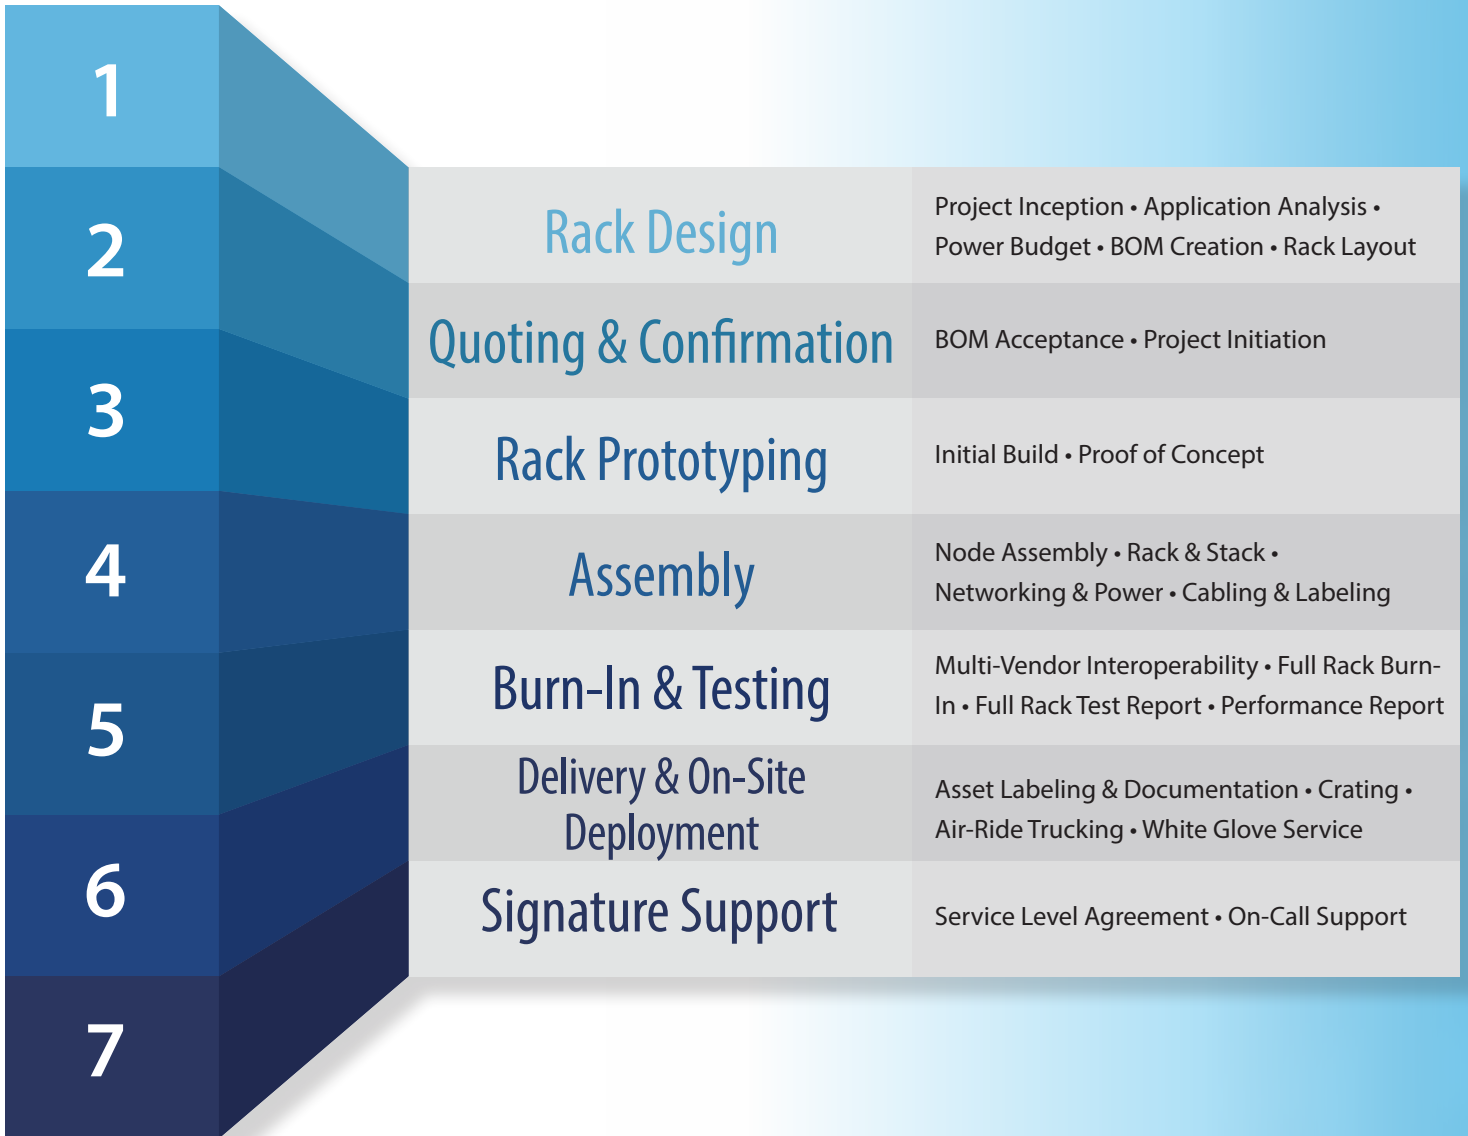 1
Rack Design
Project Inception • Application Analysis •
Power Budget • BOM Creation • Rack Layout
2
Quoting & Confirmation
BOM Acceptance • Project Initiation
3
Rack Prototyping
Initial Build • Proof of Concept
4
Assembly
Node Assembly • Rack & Stack •
Networking & Power • Cabling & Labeling
5
Burn-In & Testing
Multi-Vendor Interoperability • Full Rack Burn-
In • Full Rack Test Report • Performance Report
6
Delivery & On-Site
Deployment
Asset Labeling & Documentation • Crating •
Air-Ride Trucking • White Glove Service
7
Signature Support
Service Level Agreement • On-Call Support